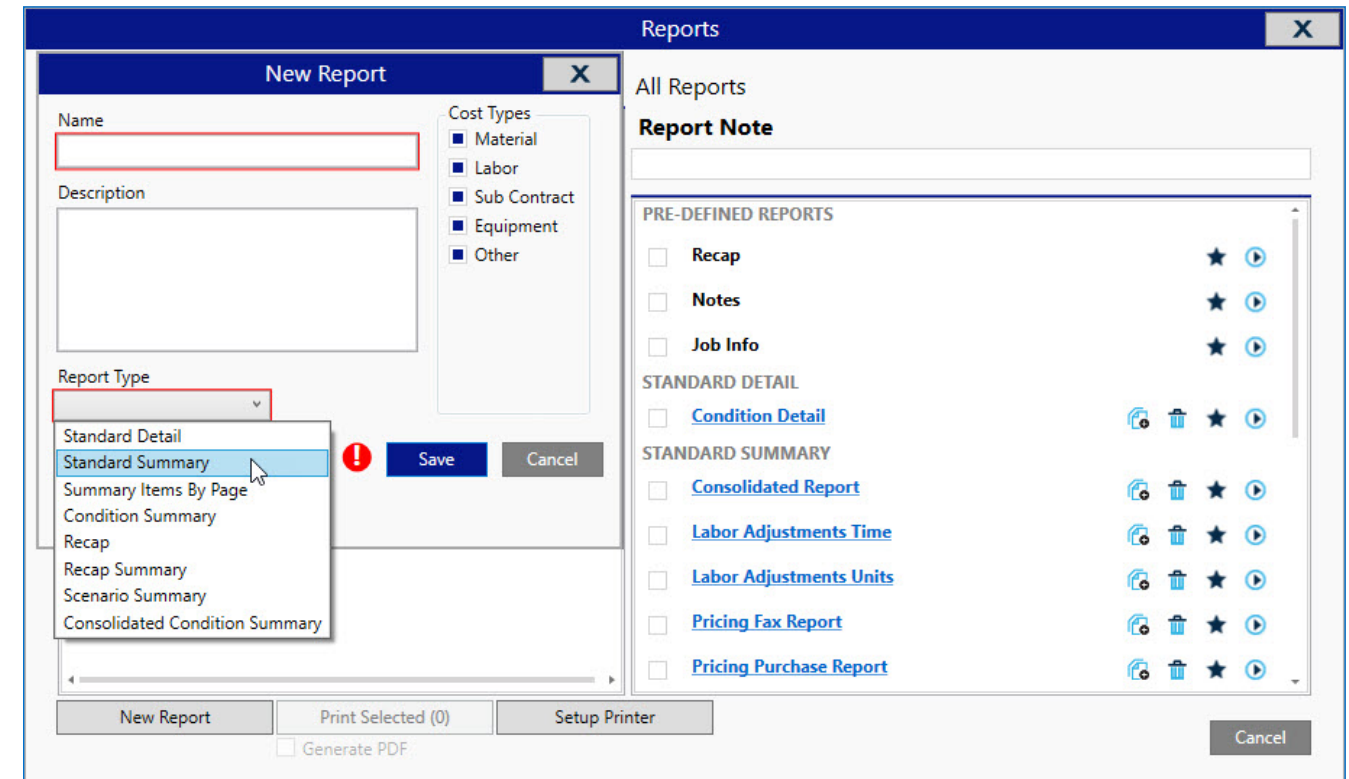 Reports
X
New Report
X
Name
Description
Report Type
Standard Detail
Standard Summary
Summary Items By Page
Condition Summary
Recap
Recap Summary
Scenario Summary
Consolidated Condition Summary
Cost Types
Material
Labor
Sub Contract
Equipment
Other
!
Save
Cancel
All Reports
Report Note
PRE-DEFINED REPORTS
Recap
Notes
Job Info
STANDARD DETAIL
Condition Detail
STANDARD SUMMARY
Consolidated Report
Labor Adjustments Time
Labor Adjustments Units
Pricing Fax Report
Pricing Purchase Report
New Report
Print Selected (0)
Setup Printer
Generate PDF
Cancel